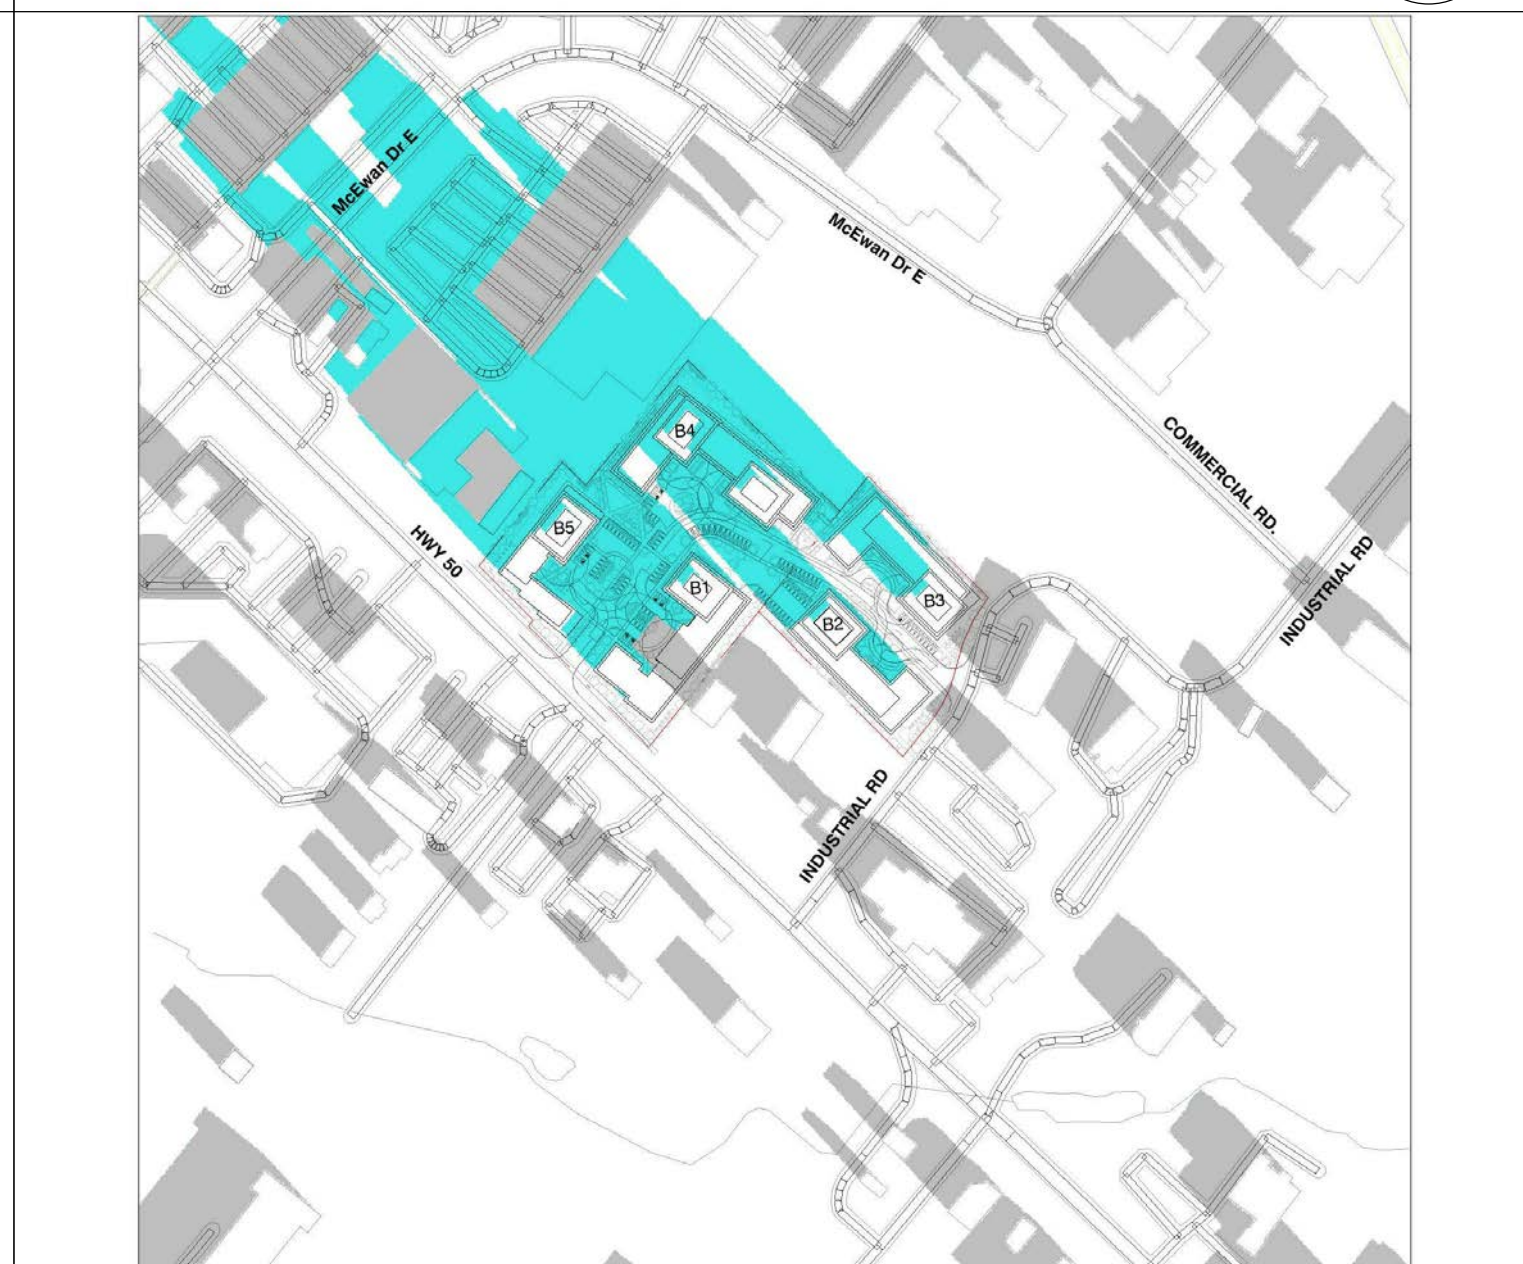 McEwan Dr E
McEwan Dr E
COMMERCIAL RD.
B4
B5
HWY 50
INDUSTRIAL RD
B1
B3
B2
INDUSTRIAL RD